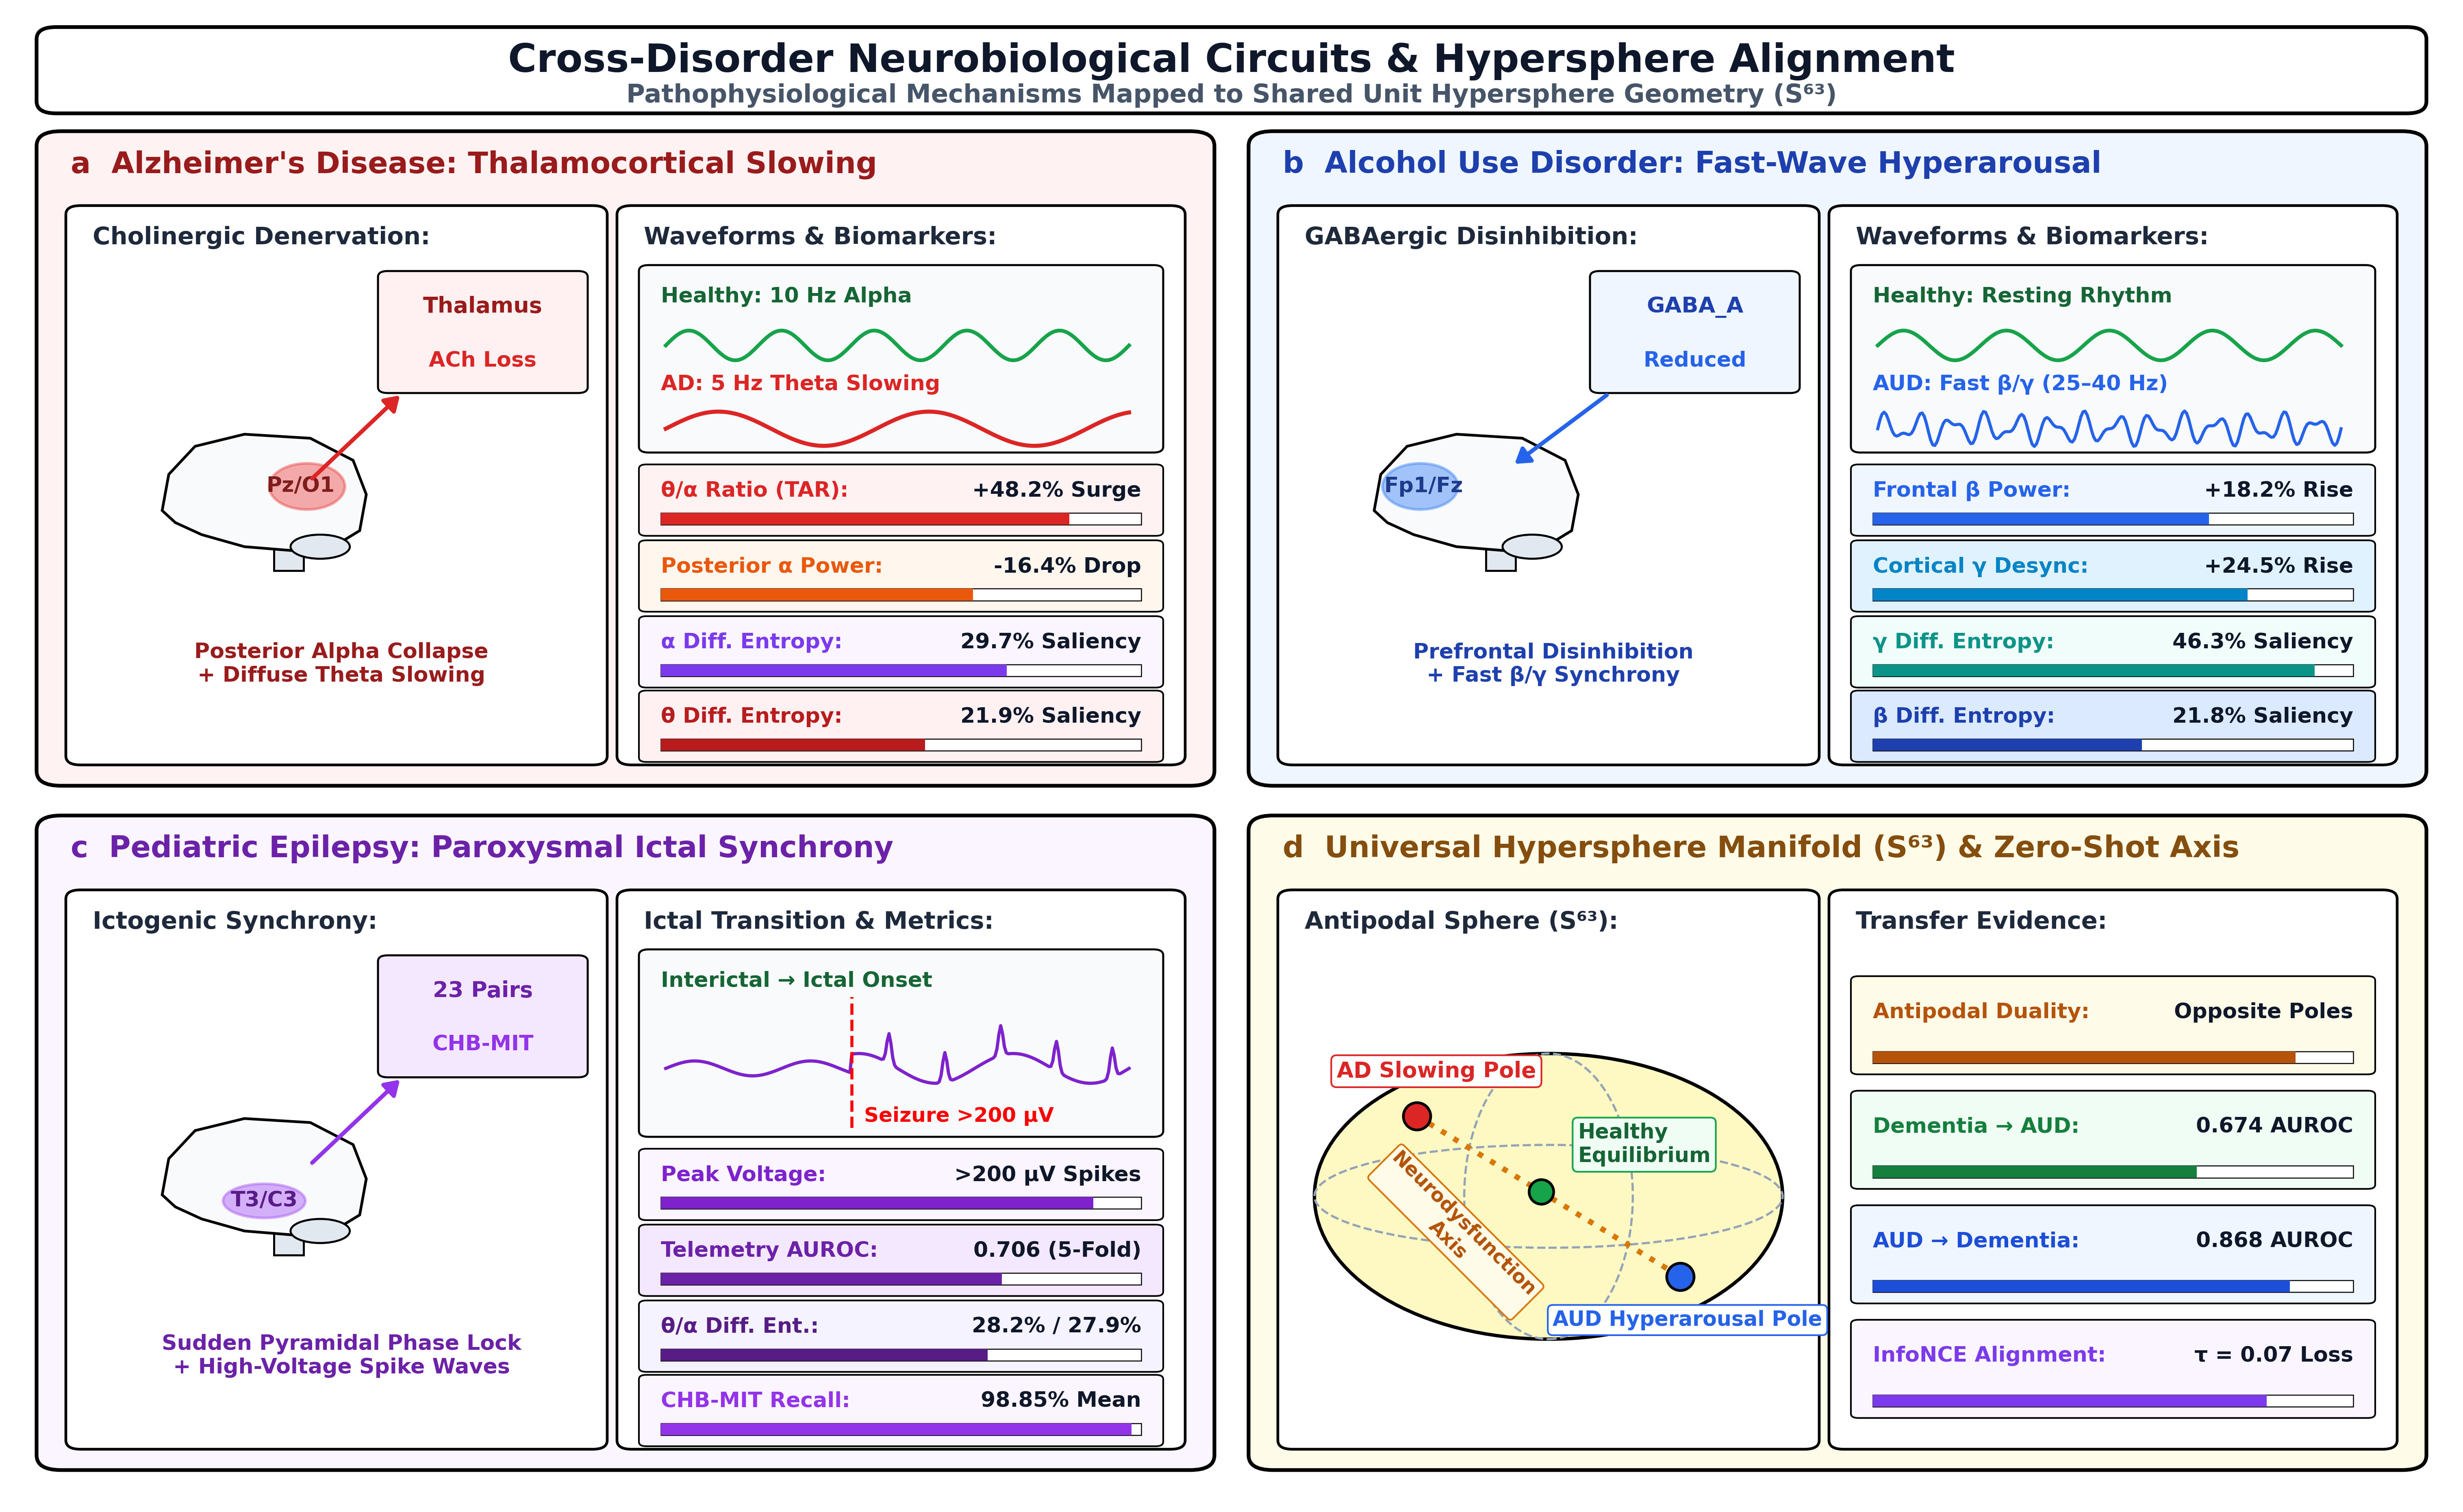 Cross-Disorder Neurobiological Circuits & Hypersphere Alignment
Pathophysiological Mechanisms Mapped to Shared Unit Hypersphere Geometry (S⁶³)
a Alzheimer's Disease: Thalamocortical Slowing
Cholinergic Denervation:
Thalamus
ACh Loss
Pz/O1
Posterior Alpha Collapse
+ Diffuse Theta Slowing
Waveforms & Biomarkers:
Healthy: 10 Hz Alpha
AD: 5 Hz Theta Slowing
θ/α Ratio (TAR): +48.2% Surge
Posterior α Power: -16.4% Drop
α Diff. Entropy: 29.7% Saliency
θ Diff. Entropy: 21.9% Saliency
b Alcohol Use Disorder: Fast-Wave Hyperarousal
GABAergic Disinhibition:
GABA_A
Reduced
Fp1/Fz
Prefrontal Disinhibition
+ Fast β/γ Synchrony
Waveforms & Biomarkers:
Healthy: Resting Rhythm
AUD: Fast β/γ (25–40 Hz)
Frontal β Power: +18.2% Rise
Cortical γ Desync: +24.5% Rise
γ Diff. Entropy: 46.3% Saliency
β Diff. Entropy: 21.8% Saliency
c Pediatric Epilepsy: Paroxysmal Ictal Synchrony
Ictogenic Synchrony:
23 Pairs
CHB-MIT
T3/C3
Sudden Pyramidal Phase Lock
+ High-Voltage Spike Waves
Ictal Transition & Metrics:
Interictal → Ictal Onset
Seizure >200 μV
Peak Voltage: >200 μV Spikes
Telemetry AUROC: 0.706 (5-Fold)
θ/α Diff. Ent.: 28.2% / 27.9%
CHB-MIT Recall: 98.85% Mean
d Universal Hypersphere Manifold (S⁶³) & Zero-Shot Axis
Antipodal Sphere (S⁶³):
AD Slowing Pole
Healthy
Equilibrium
Neurodysfunction
Axis
AUD Hyperarousal Pole
Transfer Evidence:
Antipodal Duality: Opposite Poles
Dementia → AUD: 0.674 AUROC
AUD → Dementia: 0.868 AUROC
InfoNCE Alignment: τ = 0.07 Loss